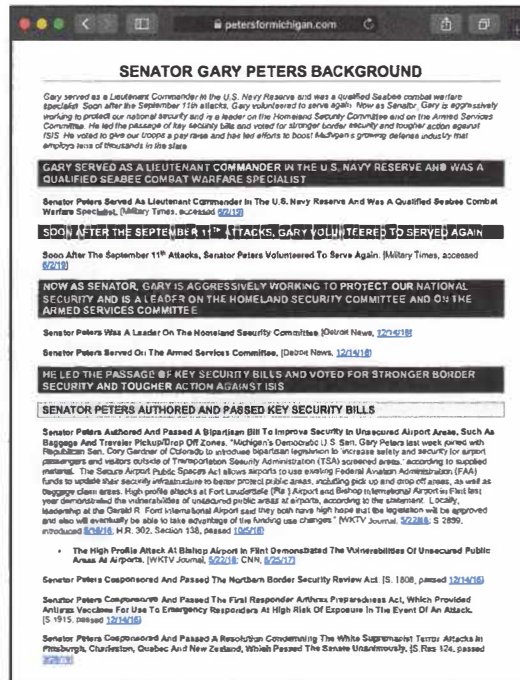 petersformichigan.com
SENATOR GARY PETERS BACKGROUND
Gary served as a Lieutenant Commander in the U.S. Navy Reserve and was a qualified Seabee combat warfare
specialist. Soon after the September 11th attacks, Gary volunteered to serve again. Now as Senator, Gary is aggressively
working to protect our national security and is a leader on the Homeland Security Committee and on the Armed Services
Committee. He led the passage of key security bills and voted for stronger border security and tougher action against
ISIS. He voted to give our troops a pay raise and has led efforts to boost Michigan's growing defense industry that
employs tens of thousands in the state
GARY SERVED AS A LIEUTENANT COMMANDER IN THE U.S. NAVY RESERVE AND WAS A
QUALIFIED SEABEE COMBAT WARFARE SPECIALIST
Senator Peters Served As Lieutenant Commander In The U.S. Navy Reserve And Was A Qualified Seabee Combat
Warfare Specialist. [Military Times, accessed
6/2/19]
SOON AFTER THE SEPTEMBER 11TH ATTACKS, GARY VOLUNTEERED TO SERVED AGAIN
Soon After The September 11th Attacks, Senator Peters Volunteered To Serve Again. [Military Times, accessed
6/2/19]
NOW AS SENATOR, GARY IS AGGRESSIVELY WORKING TO PROTECT OUR NATIONAL
SECURITY AND IS A LEADER ON THE HOMELAND SECURITY COMMITTEE AND ON THE
ARMED SERVICES COMMITTEE
Senator Peters Was A Leader On The Homeland Security Committee. [Detroit News, 12/14/18]
Senator Peters Served On The Armed Services Committee. [Detroit News, 12/14/18]
HE LED THE PASSAGE OF KEY SECURITY BILLS AND VOTED FOR STRONGER BORDER
SECURITY AND TOUGHER ACTION AGAINST ISIS
SENATOR PETERS AUTHORED AND PASSED KEY SECURITY BILLS
Senator Peters Authored And Passed A Bipartisan Bill To Improve Security In Unsecured Airport Areas, Such As
Baggage And Traveler Pickup/Drop Off Zones. "Michigan's Democratic U.S. Sen. Gary Peters last week joined with
Republican Sen. Cory Gardner of Colorado to introduce bipartisan legislation to 'increase safety and security for airport
passengers and visitors outside of Transportation Security Administration (TSA) screened areas,' according to supplied
material. The Secure Airport Public Spaces Act allows airports to use existing Federal Aviation Administration (FAA)
funds to update their security infrastructure to better protect public areas, including pick up and drop off areas, as well as
baggage claim areas. High profile attacks at Fort Lauderdale (Fla.) Airport and Bishop International Airport in Flint last
year demonstrated the vulnerabilities of unsecured public areas at airports, according to the statement. Locally,
leadership at the Gerald R. Ford International Airport said they both have high hope that the legislation will be approved
and also will eventually be able to take advantage of the funding use changes." [WKTV Journal, 5/22/18; S 2859,
introduced 5/16/18, H.R. 302, Section 138, passed 10/5/18]
• The High Profile Attack At Bishop Airport In Flint Demonstrated The Vulnerabilities Of Unsecured Public
Areas At Airports. [WKTV Journal, 5/22/18; CNN, 6/25/17]
Senator Peters Cosponsored And Passed The Northern Border Security Review Act. [S. 1808, passed 12/14/16]
Senator Peters Cosponsored And Passed The First Responder Anthrax Preparedness Act, Which Provided
Anthrax Vaccines For Use To Emergency Responders At High Risk Of Exposure In The Event Of An Attack.
[S 1915, passed 12/14/16]
Senator Peters Cosponsored And Passed A Resolution Condemning The White Supremacist Terror Attacks in
Pittsburgh, Charleston, Quebec And New Zealand, Which Passed The Senate Unanimously. [S Res 124, passed